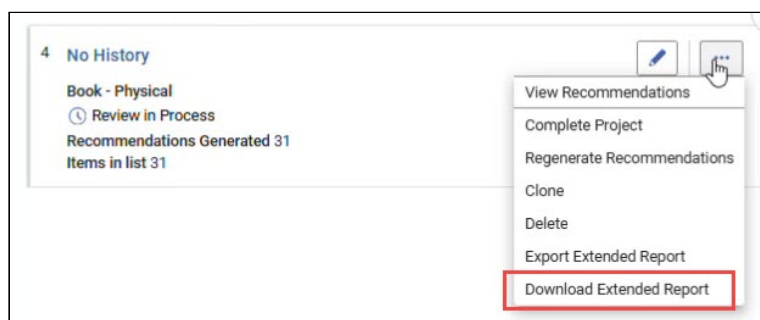 4 No History
Book - Physical
Review in Process
Recommendations Generated 31
Items in list 31
View Recommendations
Complete Project
Regenerate Recommendations
Clone
Delete
Export Extended Report
Download Extended Report